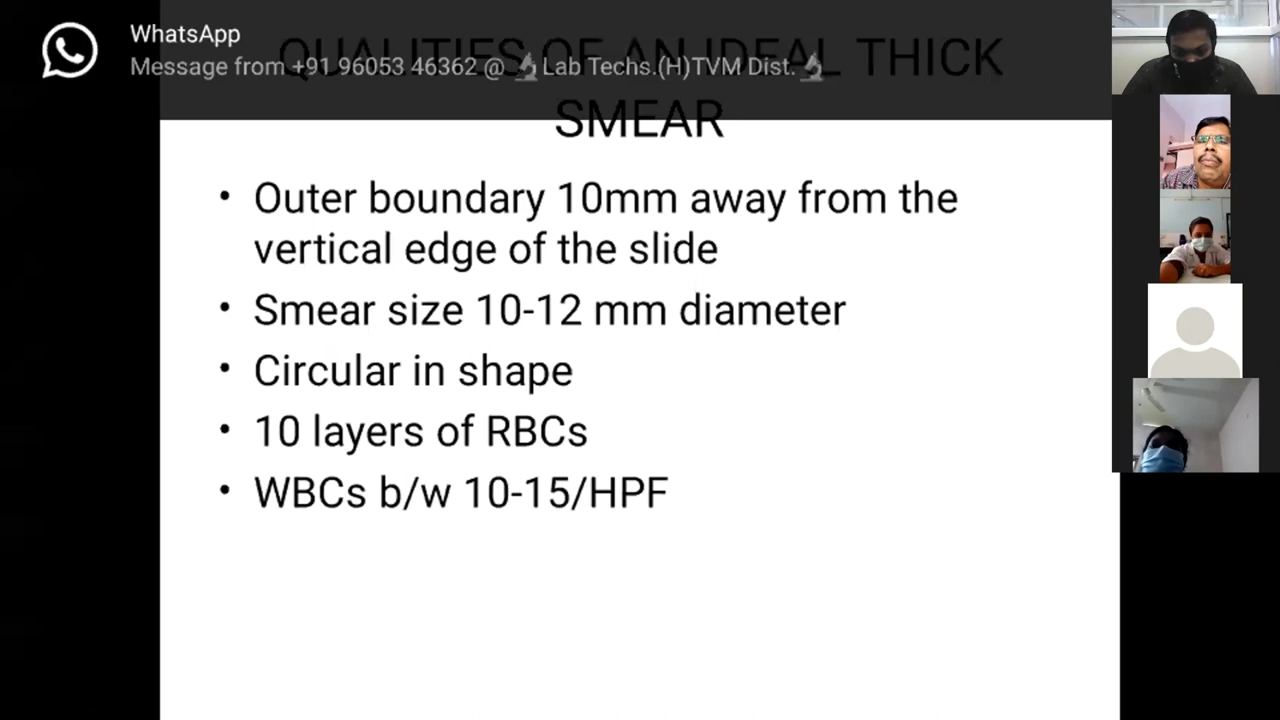 WhatsApp
Message from +91 96053 46362 @ 🔬Lab Techs.(H)TVM Dist.🔬
QUALITIES OF AN IDEAL THICK
SMEAR
• Outer boundary 10mm away from the
vertical edge of the slide
• Smear size 10-12 mm diameter
• Circular in shape
• 10 layers of RBCs
• WBCs b/w 10-15/HPF